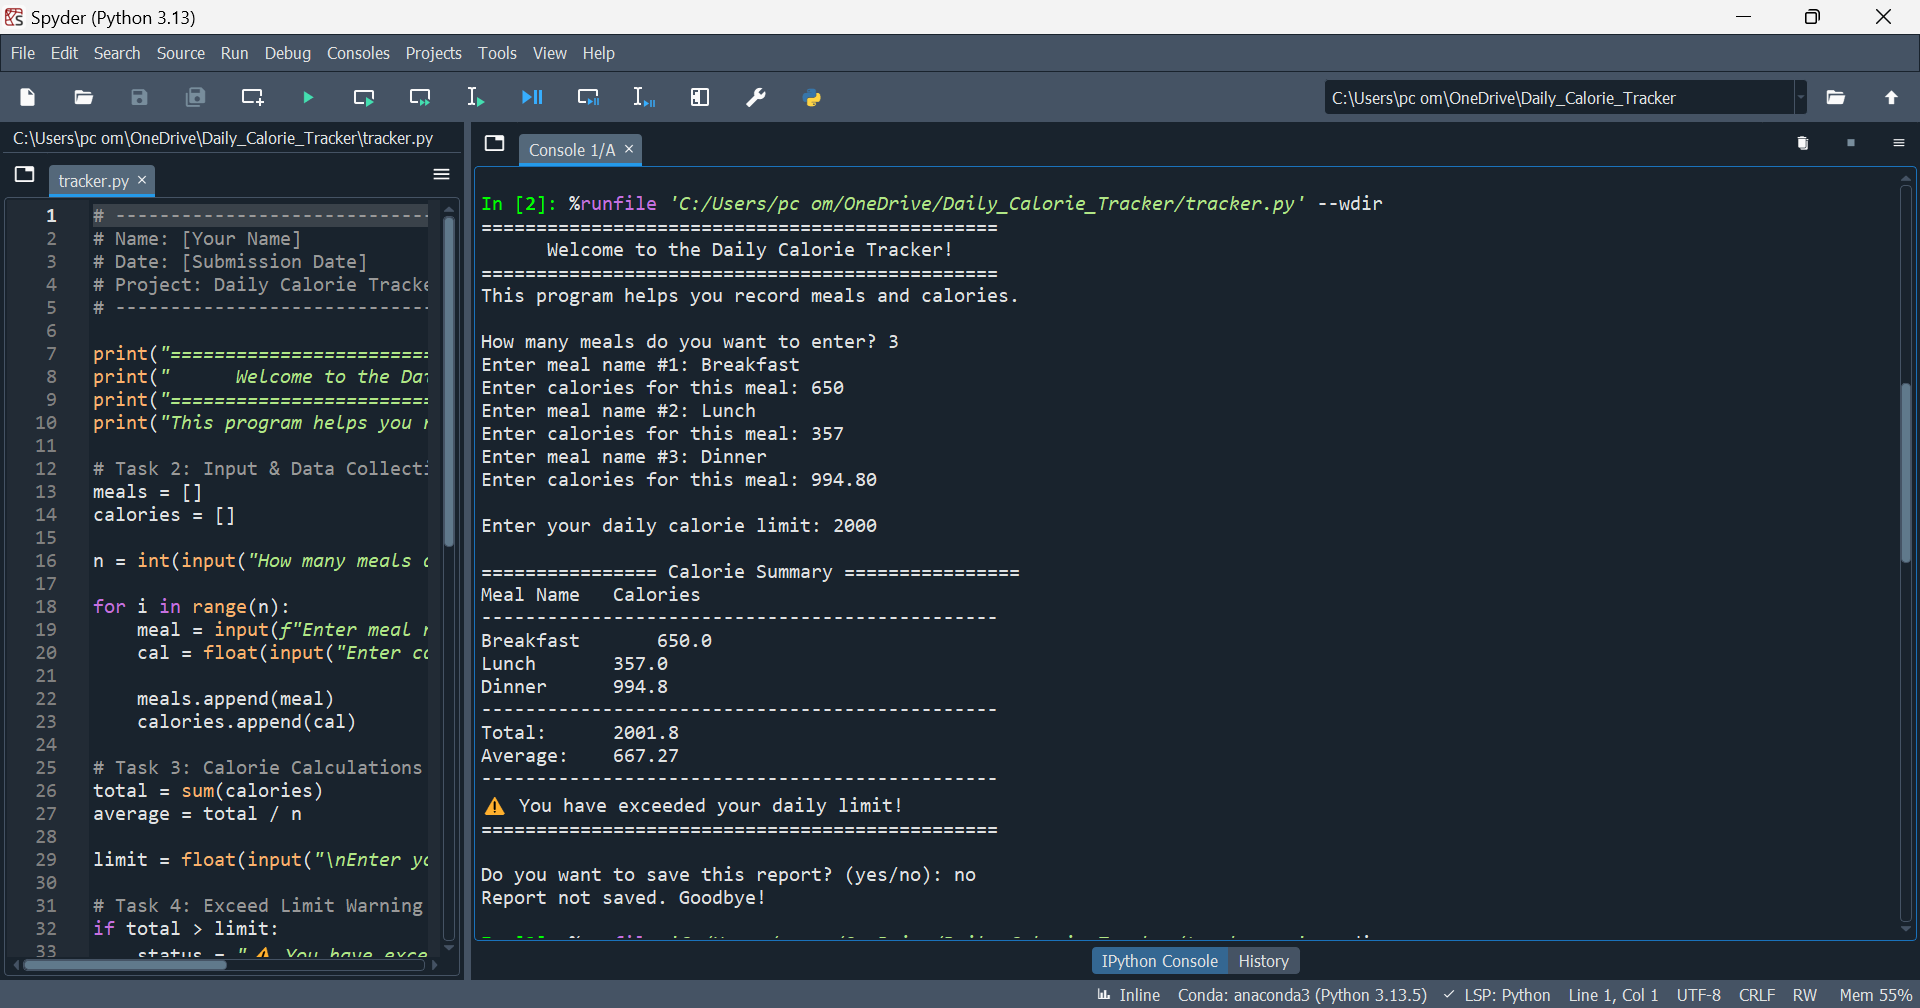 Spyder (Python 3.13)
File Edit Search Source Run Debug Consoles Projects Tools View Help
C:\Users\pc om\OneDrive\Daily_Calorie_Tracker
C:\Users\pc om\OneDrive\Daily_Calorie_Tracker\tracker.py
tracker.py
1 # -----------------------------
2 # Name: [Your Name]
3 # Date: [Submission Date]
4 # Project: Daily Calorie
5 # -----------------------------
6
7 print("========================
8 print("      Welcome to the
9 print("========================
10 print("This program helps you
11
12 # Task 2: Input & Data
13 meals = []
14 calories = []
15
16 n = int(input("How many meals
17
18 for i in range(n):
19     meal = input(f"Enter meal
20     cal = float(input("Enter
21
22     meals.append(meal)
23     calories.append(cal)
24
25 # Task 3: Calorie Calculations
26 total = sum(calories)
27 average = total / n
28
29 limit = float(input("\nEnter
30
31 # Task 4: Exceed Limit Warning
32 if total > limit:
33     status = "⚠ You have
Console 1/A
In [2]: %runfile 'C:/Users/pc om/OneDrive/Daily_Calorie_Tracker/tracker.py' --wdir
===============================================
      Welcome to the Daily Calorie Tracker!
===============================================
This program helps you record meals and calories.
How many meals do you want to enter? 3
Enter meal name #1: Breakfast
Enter calories for this meal: 650
Enter meal name #2: Lunch
Enter calories for this meal: 357
Enter meal name #3: Dinner
Enter calories for this meal: 994.80
Enter your daily calorie limit: 2000
================ Calorie Summary ================
Meal Name   Calories
-----------------------------------------------
Breakfast       650.0
Lunch       357.0
Dinner      994.8
-----------------------------------------------
Total:      2001.8
Average:    667.27
-----------------------------------------------
⚠ You have exceeded your daily limit!
===============================================
Do you want to save this report? (yes/no): no
Report not saved. Goodbye!
IPython Console History
Inline Conda: anaconda3 (Python 3.13.5) ✓ LSP: Python Line 1, Col 1 UTF-8 CRLF RW Mem 55%